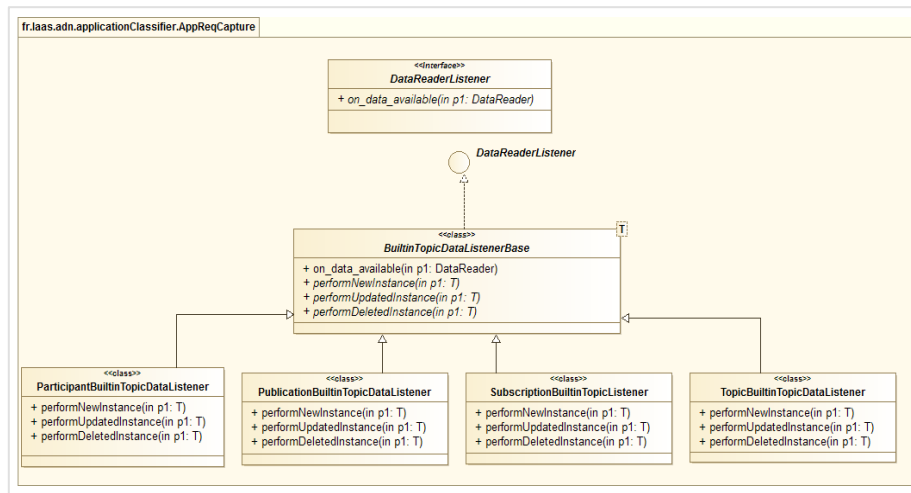 fr.laas.adn.applicationClassifier.AppReqCapture
<<interface>>
DataReaderListener
+ on_data_available(in p1: DataReader)
DataReaderListener
T
<<class>>
BuiltinTopicDataListenerBase
+ on_data_available(in p1: DataReader)
+ performNewInstance(in p1: T)
+ performUpdatedInstance(in p1: T)
+ performDeletedInstance(in p1: T)
<<class>>
ParticipantBuiltinTopicDataListener
+ performNewInstance(in p1: T)
+ performUpdatedInstance(in p1: T)
+ performDeletedInstance(in p1: T)
<<class>>
PublicationBuiltinTopicDataListener
+ performNewInstance(in p1: T)
+ performUpdatedInstance(in p1: T)
+ performDeletedInstance(in p1: T)
<<class>>
SubscriptionBuiltinTopicListener
+ performNewInstance(in p1: T)
+ performUpdatedInstance(in p1: T)
+ performDeletedInstance(in p1: T)
<<class>>
TopicBuiltinTopicDataListener
+ performNewInstance(in p1: T)
+ performUpdatedInstance(in p1: T)
+ performDeletedInstance(in p1: T)